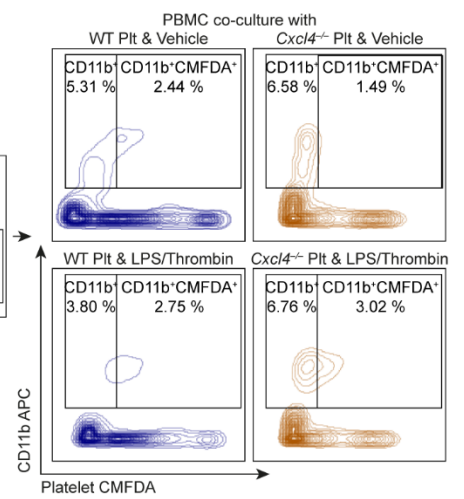 PBMC co-culture with
WT Plt & Vehicle
Cxcl4⁻/⁻ Plt & Vehicle
CD11b⁺ CD11b⁺CMFDA⁺
5.31 % 2.44 %
CD11b⁺ CD11b⁺CMFDA⁺
6.58 % 1.49 %
WT Plt & LPS/Thrombin
Cxcl4⁻/⁻ Plt & LPS/Thrombin
CD11b⁺ CD11b⁺CMFDA⁺
3.80 % 2.75 %
CD11b⁺ CD11b⁺CMFDA⁺
6.76 % 3.02 %
CD11b APC
Platelet CMFDA